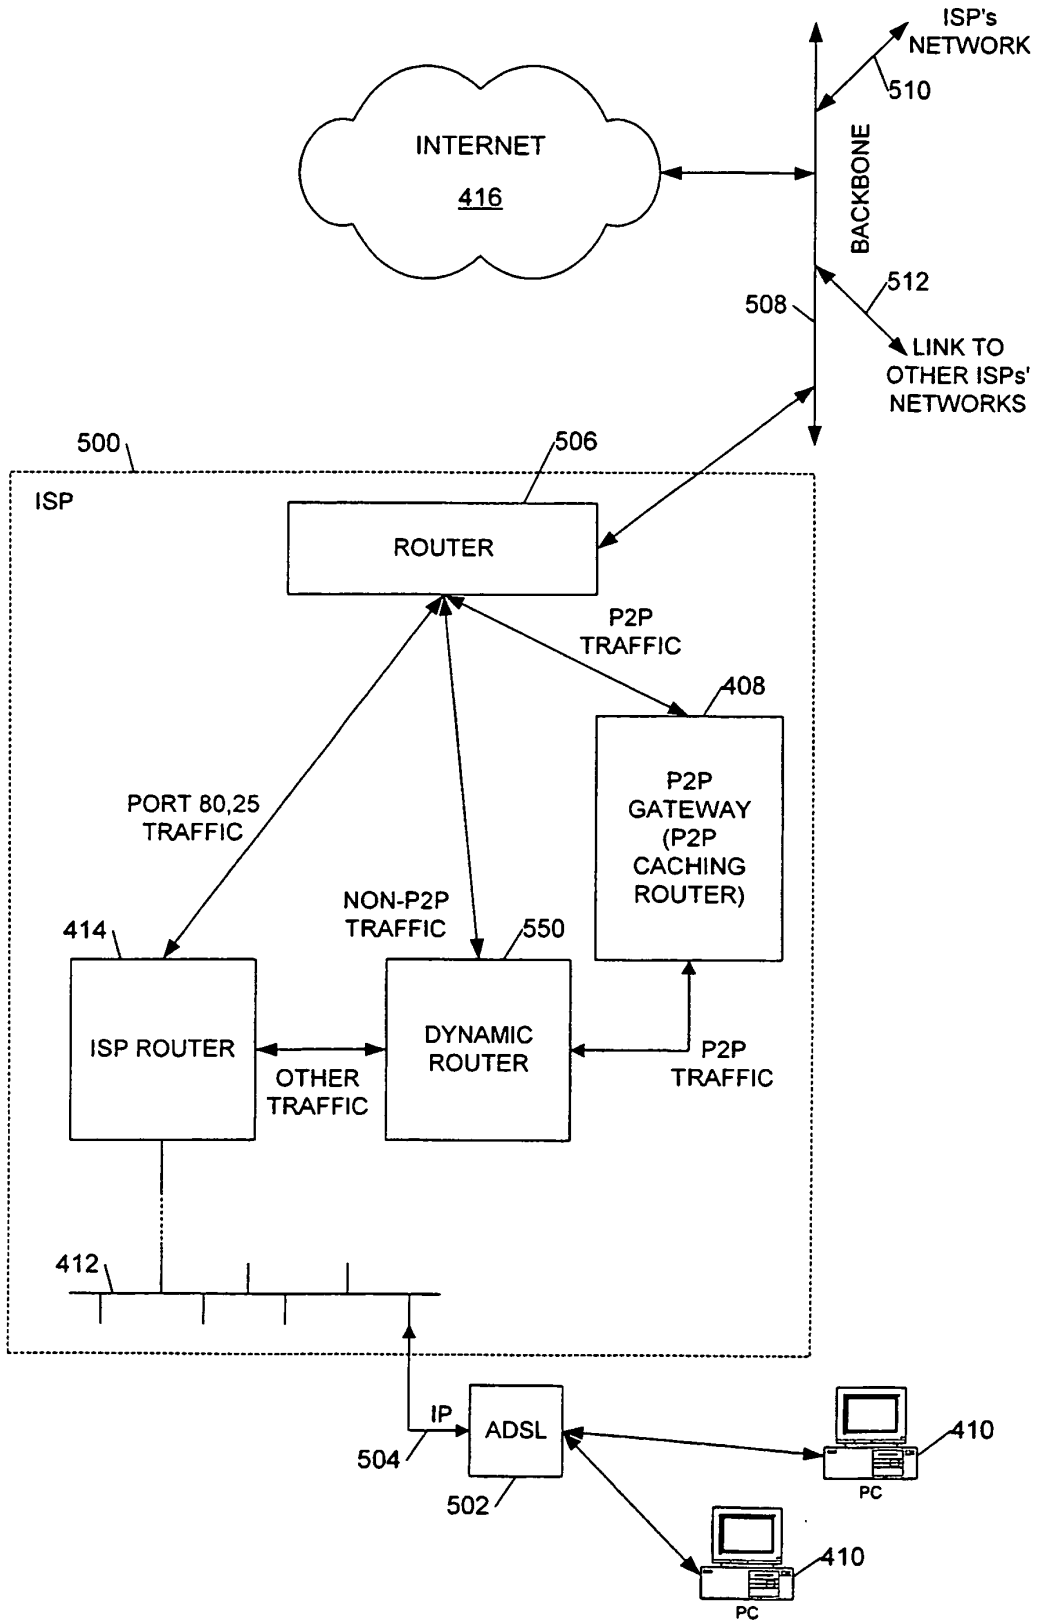 ISP's
NETWORK
510
INTERNET
416
BACKBONE
512
508
LINK TO
OTHER ISPs'
NETWORKS
500
506
ISP
ROUTER
P2P
TRAFFIC
408
P2P
GATEWAY
(P2P
CACHING
ROUTER)
PORT 80,25
TRAFFIC
NON-P2P
TRAFFIC
414
550
ISP ROUTER
DYNAMIC
ROUTER
OTHER
TRAFFIC
P2P
TRAFFIC
412
IP
504
ADSL
502
410
PC
410
PC